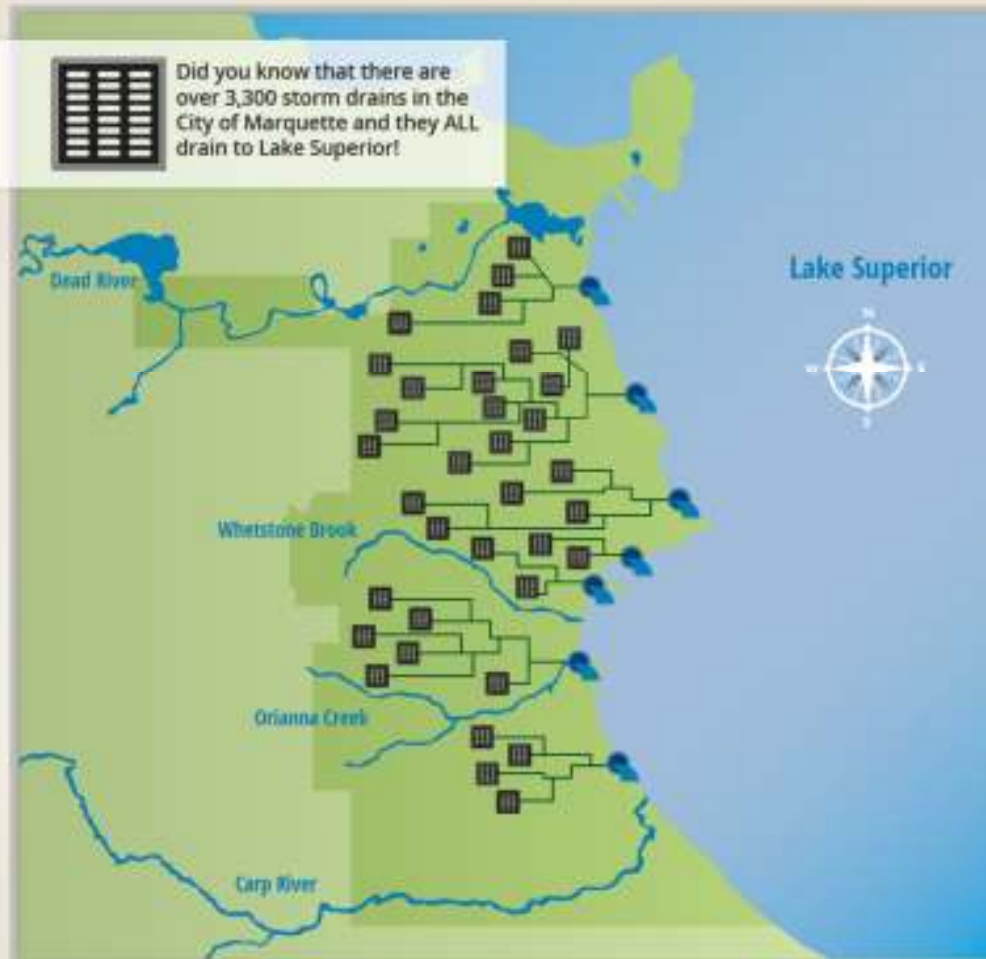 Did you know that there are
over 3,300 storm drains in the
City of Marquette and they ALL
drain to Lake Superior!
Dead River
Lake Superior
N
W
S
Whetstone Brook
Orianna Creek
Carp River